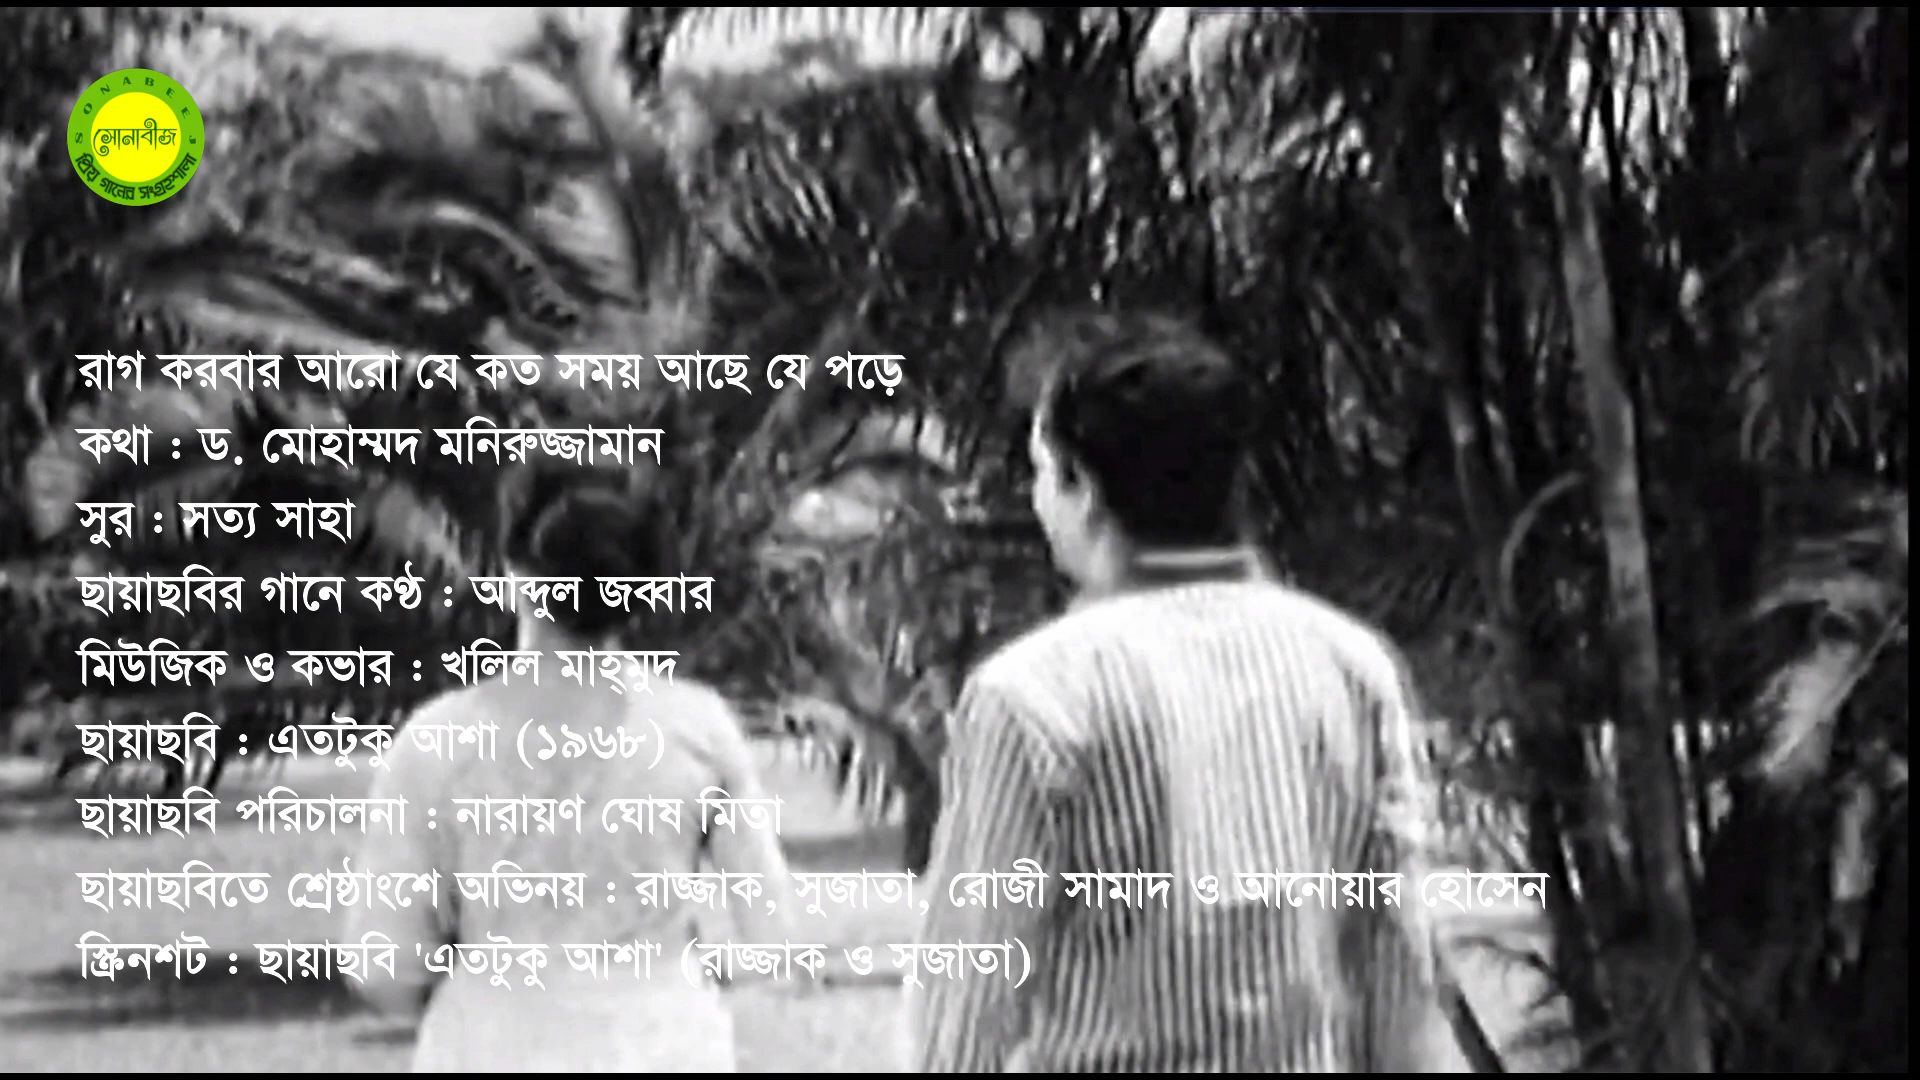 SONABEEJ
সোনাবীজ
প্রিয় গানের সংগ্রহশালা
রাগ করবার আরো যে কত সময় আছে যে পড়ে
কথা : ড. মোহাম্মদ মনিরুজ্জামান
সুর : সত্য সাহা
ছায়াছবির গানে কণ্ঠ : আব্দুল জব্বার
মিউজিক ও কভার : খলিল মাহ্‌মুদ
ছায়াছবি : এতটুকু আশা (১৯৬৮)
ছায়াছবি পরিচালনা : নারায়ণ ঘোষ মিতা
ছায়াছবিতে শ্রেষ্ঠাংশে অভিনয় : রাজ্জাক, সুজাতা, রোজী সামাদ ও আনোয়ার হোসেন
স্ক্রিনশট : ছায়াছবি 'এতটুকু আশা' (রাজ্জাক ও সুজাতা)